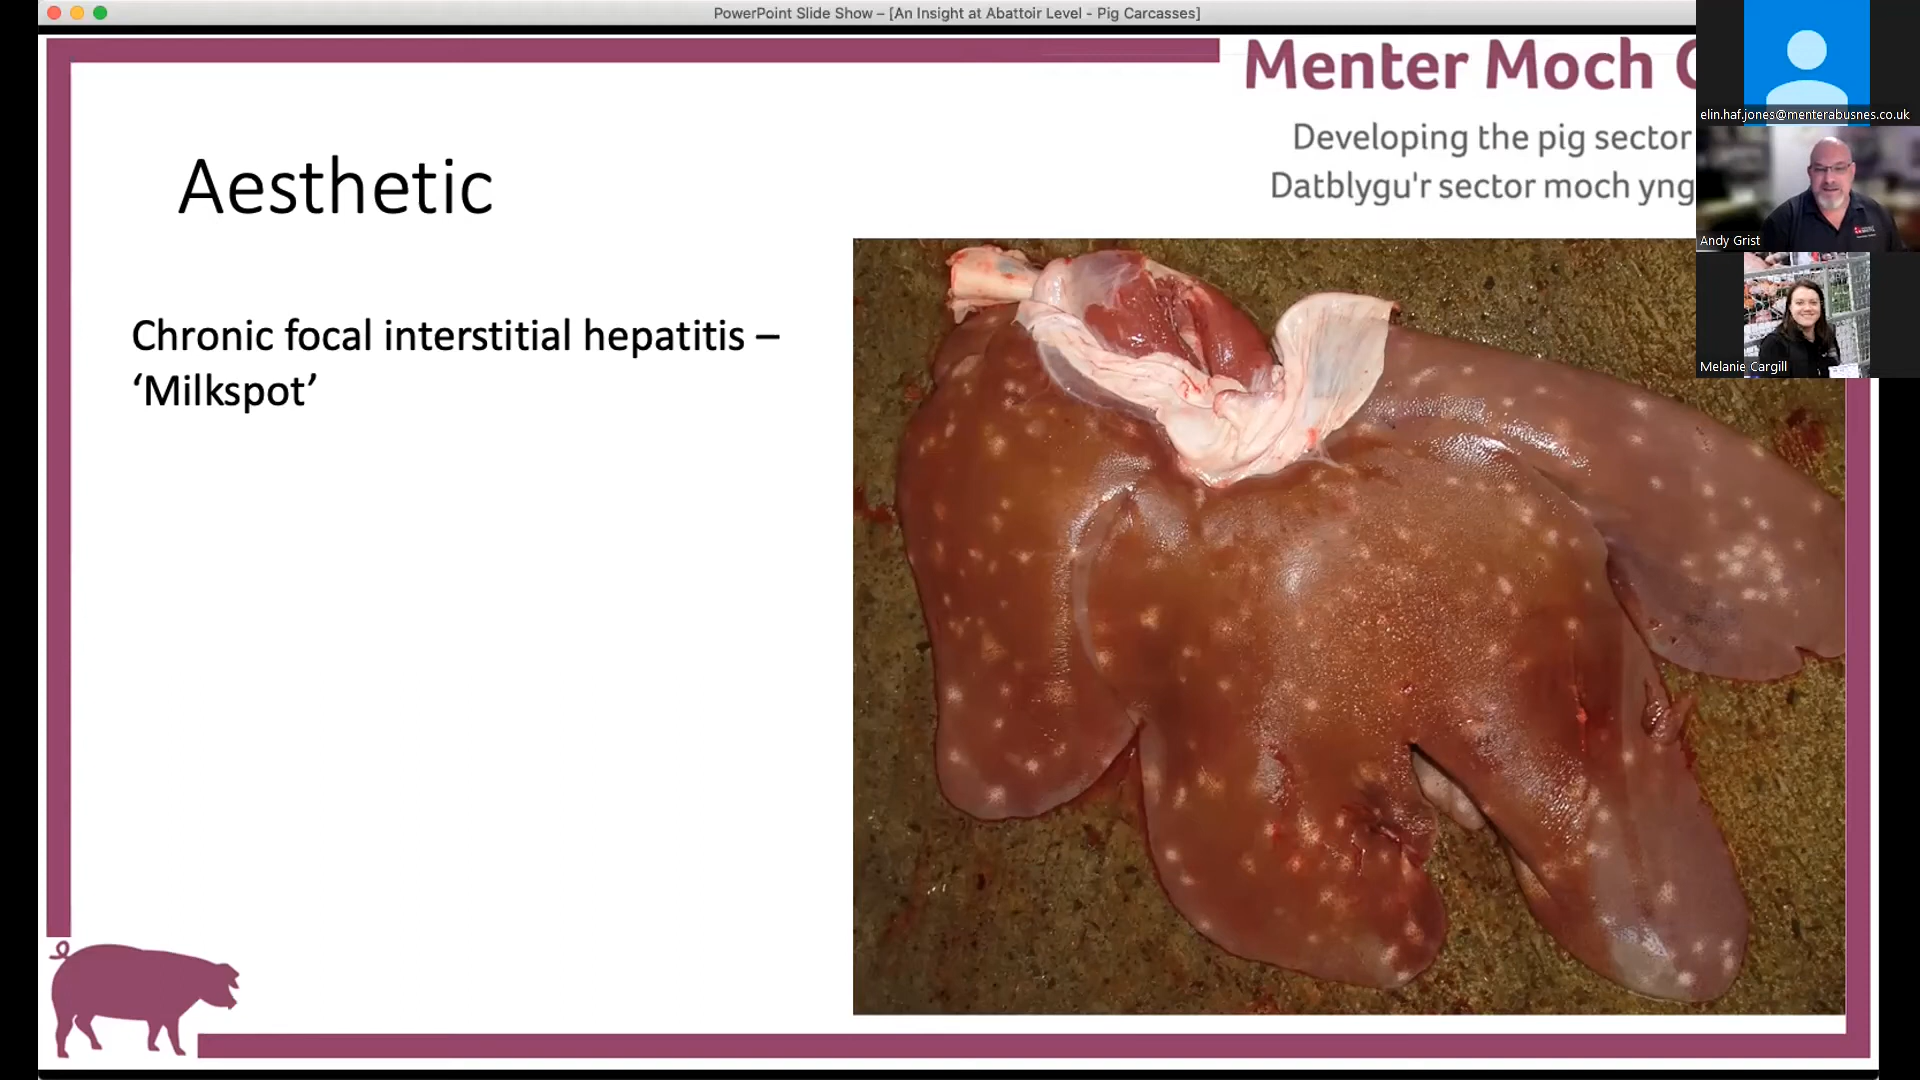 PowerPoint Slide Show – [An Insight at Abattoir Level - Pig Carcasses]
Menter Moch
Developing the pig sector
Datblygu'r sector moch yng
elin.haf.jones@menterabusnes.co.uk
Andy Grist
Melanie Cargill
Aesthetic
Chronic focal interstitial hepatitis –
‘Milkspot’